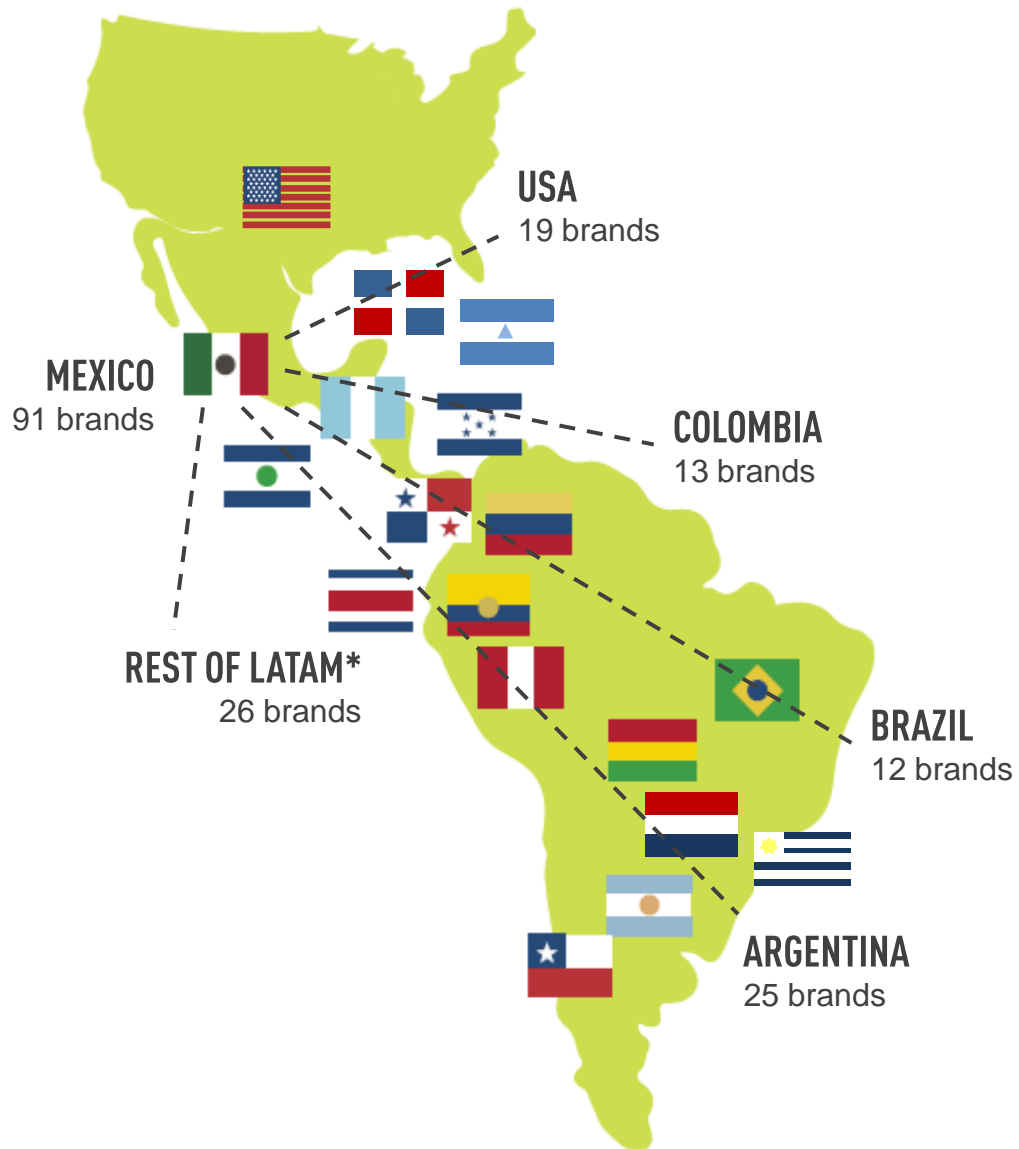 USA
19 brands
MEXICO
91 brands
COLOMBIA
13 brands
REST OF LATAM*
26 brands
BRAZIL
12 brands
ARGENTINA
25 brands